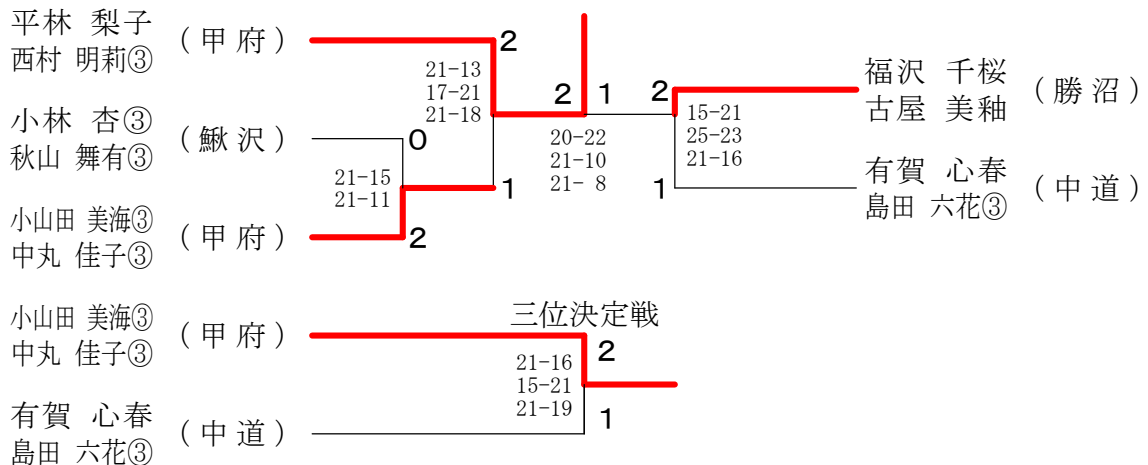 平林 梨子
西村 明莉③
(甲府)
2
21-13
17-21
21-18
小林 杏③
秋山 舞有③
(鰍沢)
0
21-15
21-11
1
小山田 美海③
中丸 佳子③
(甲府)
2
2
1
20-22
21-10
21- 8
2
15-21
25-23
21-16
1
福沢 千桜
古屋 美釉
(勝沼)
有賀 心春
島田 六花③
(中道)
三位決定戦
小山田 美海③
中丸 佳子③
(甲府)
2
21-16
15-21
21-19
1
有賀 心春
島田 六花③
(中道)